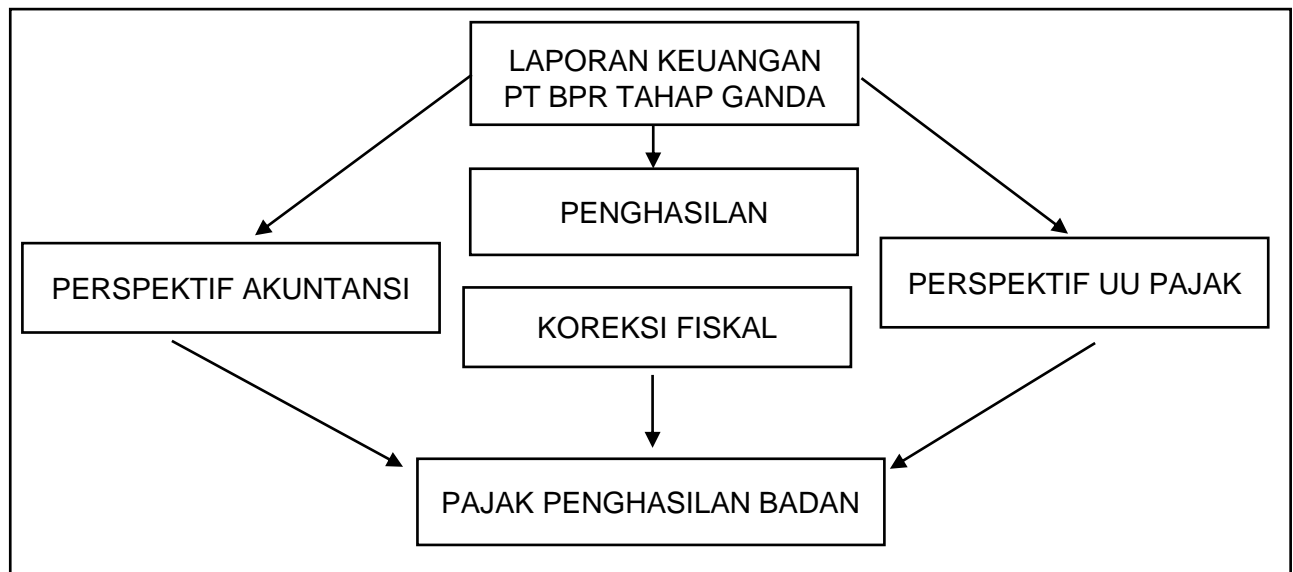 LAPORAN KEUANGAN
PT BPR TAHAP GANDA
PENGHASILAN
PERSPEKTIF AKUNTANSI
PERSPEKTIF UU PAJAK
KOREKSI FISKAL
PAJAK PENGHASILAN BADAN